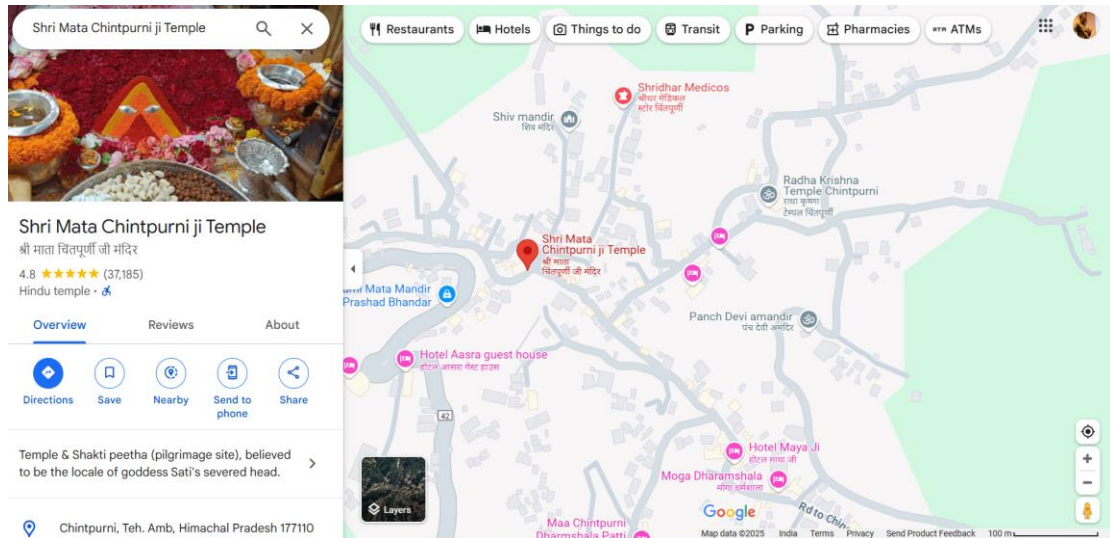 Shri Mata Chintpurni ji Temple
Restaurants
Hotels
Things to do
Transit
Parking
Pharmacies
ATMs
Shri Mata Chintpurni ji Temple
श्री माता चिंतपूर्णी जी मंदिर
4.8 ★★★★★ (37,185)
Hindu temple ·
Overview
Reviews
About
Directions
Save
Nearby
Send to
phone
Share
Temple & Shakti peetha (pilgrimage site), believed
to be the locale of goddess Sati's severed head.
Chintpurni, Teh. Amb, Himachal Pradesh 177110
Shridhar Medicos
श्रीधर मेडिकल
स्टोर चिंतपूर्णी
Shiv mandir
शिव मंदिर
Radha Krishna
Temple Chintpurni
राधा कृष्णा
टेम्पल चिंतपूर्णी
Shri Mata
Chintpurni ji Temple
श्री माता
चिंतपूर्णी जी मंदिर
Mata Mandir
Prashad Bhandar
Panch Devi amandir
पंच देवी अमंदिर
Hotel Aasra guest house
होटल आसरा गेस्ट हाउस
42
Hotel Maya Ji
होटल माया जी
Moga Dharamshala
मोगा धर्मशाला
Maa Chintpurni
Dharmshala Patti
Rd to Chin
Layers
Google
Map data ©2025
India
Terms
Privacy
Send Product Feedback
100 m